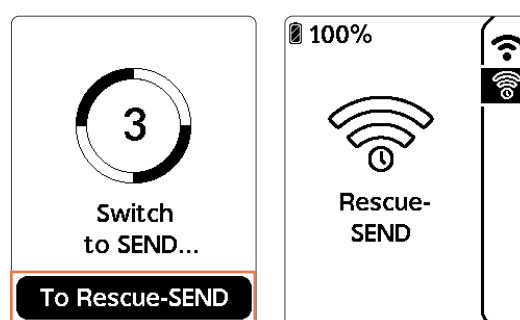 3
Switch
to SEND...
To Rescue-SEND
100%
Rescue-
SEND